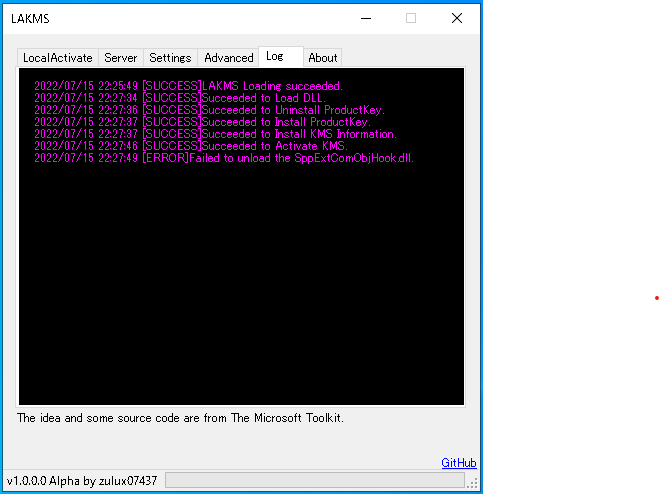 LAKMS
LocalActivate Server Settings Advanced Log About
2022/07/15 22:25:49 [SUCCESS]LAKMS Loading succeeded.
2022/07/15 22:27:34 [SUCCESS]Succeeded to Load DLL.
2022/07/15 22:27:36 [SUCCESS]Succeeded to Uninstall ProductKey.
2022/07/15 22:27:37 [SUCCESS]Succeeded to Install ProductKey.
2022/07/15 22:27:37 [SUCCESS]Succeeded to Install KMS Information.
2022/07/15 22:27:46 [SUCCESS]Succeeded to Activate KMS.
2022/07/15 22:27:49 [ERROR]Failed to unload the SppExtComObjHook.dll.
The idea and some source code are from The Microsoft Toolkit.
GitHub
v1.0.0.0 Alpha by zulux07437